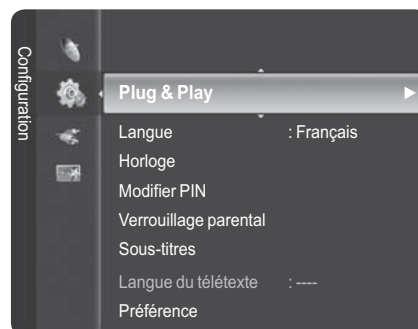 Configuration
Plug & Play
Langue : Français
Horloge
Modifier PIN
Verrouillage parental
Sous-titres
Langue du télétexte : ----
Préférence